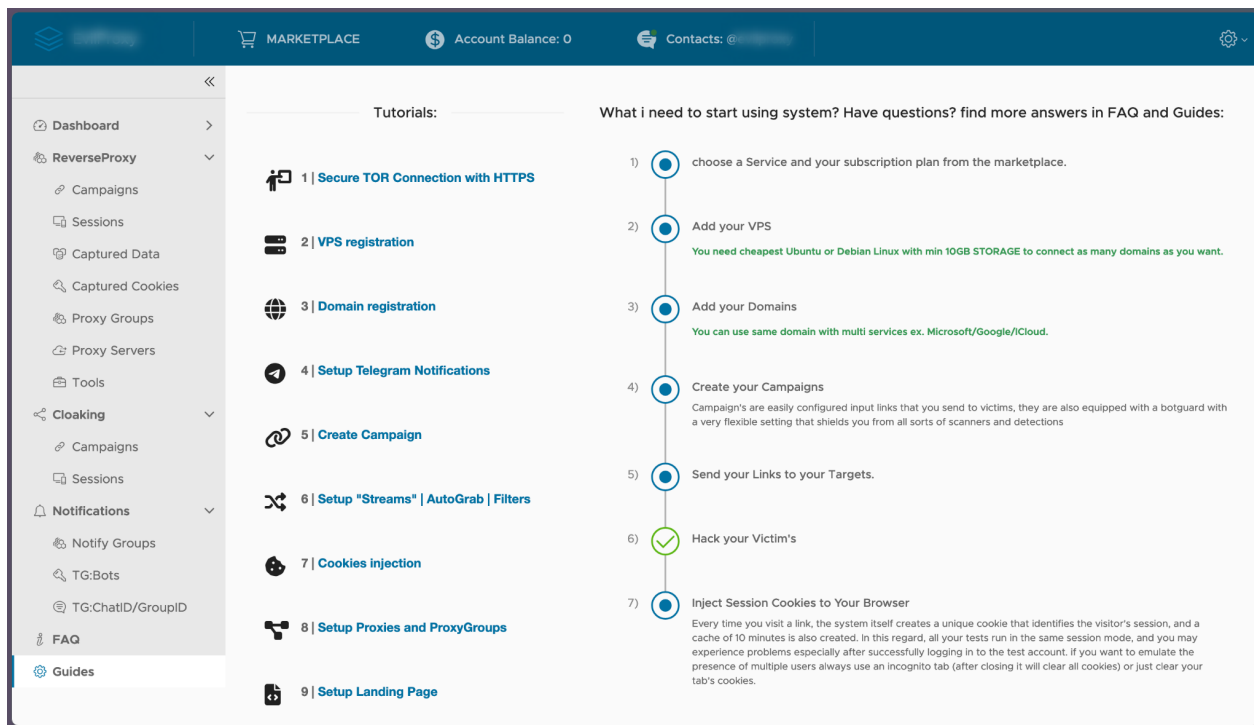 MARKETPLACE
Account Balance: 0
Contacts: @
Dashboard
ReverseProxy
Campaigns
Sessions
Captured Data
Captured Cookies
Proxy Groups
Proxy Servers
Tools
Cloaking
Campaigns
Sessions
Notifications
Notify Groups
TG:Bots
TG:ChatID/GroupID
FAQ
Guides
Tutorials:
1 | Secure TOR Connection with HTTPS
2 | VPS registration
3 | Domain registration
4 | Setup Telegram Notifications
5 | Create Campaign
6 | Setup "Streams" | AutoGrab | Filters
7 | Cookies injection
8 | Setup Proxies and ProxyGroups
9 | Setup Landing Page
What i need to start using system? Have questions? find more answers in FAQ and Guides:
1) choose a Service and your subscription plan from the marketplace.
2) Add your VPS
You need cheapest Ubuntu or Debian Linux with min 10GB STORAGE to connect as many domains as you want.
3) Add your Domains
You can use same domain with multi services ex. Microsoft/Google/ICloud.
4) Create your Campaigns
Campaign's are easily configured input links that you send to victims, they are also equipped with a botguard with
a very flexible setting that shields you from all sorts of scanners and detections
5) Send your Links to your Targets.
6) Hack your Victim's
7) Inject Session Cookies to Your Browser
Every time you visit a link, the system itself creates a unique cookie that identifies the visitor's session, and a
cache of 10 minutes is also created. In this regard, all your tests run in the same session mode, and you may
experience problems especially after successfully logging in to the test account. if you want to emulate the
presence of multiple users always use an incognito tab (after closing it will clear all cookies) or just clear your
tab's cookies.